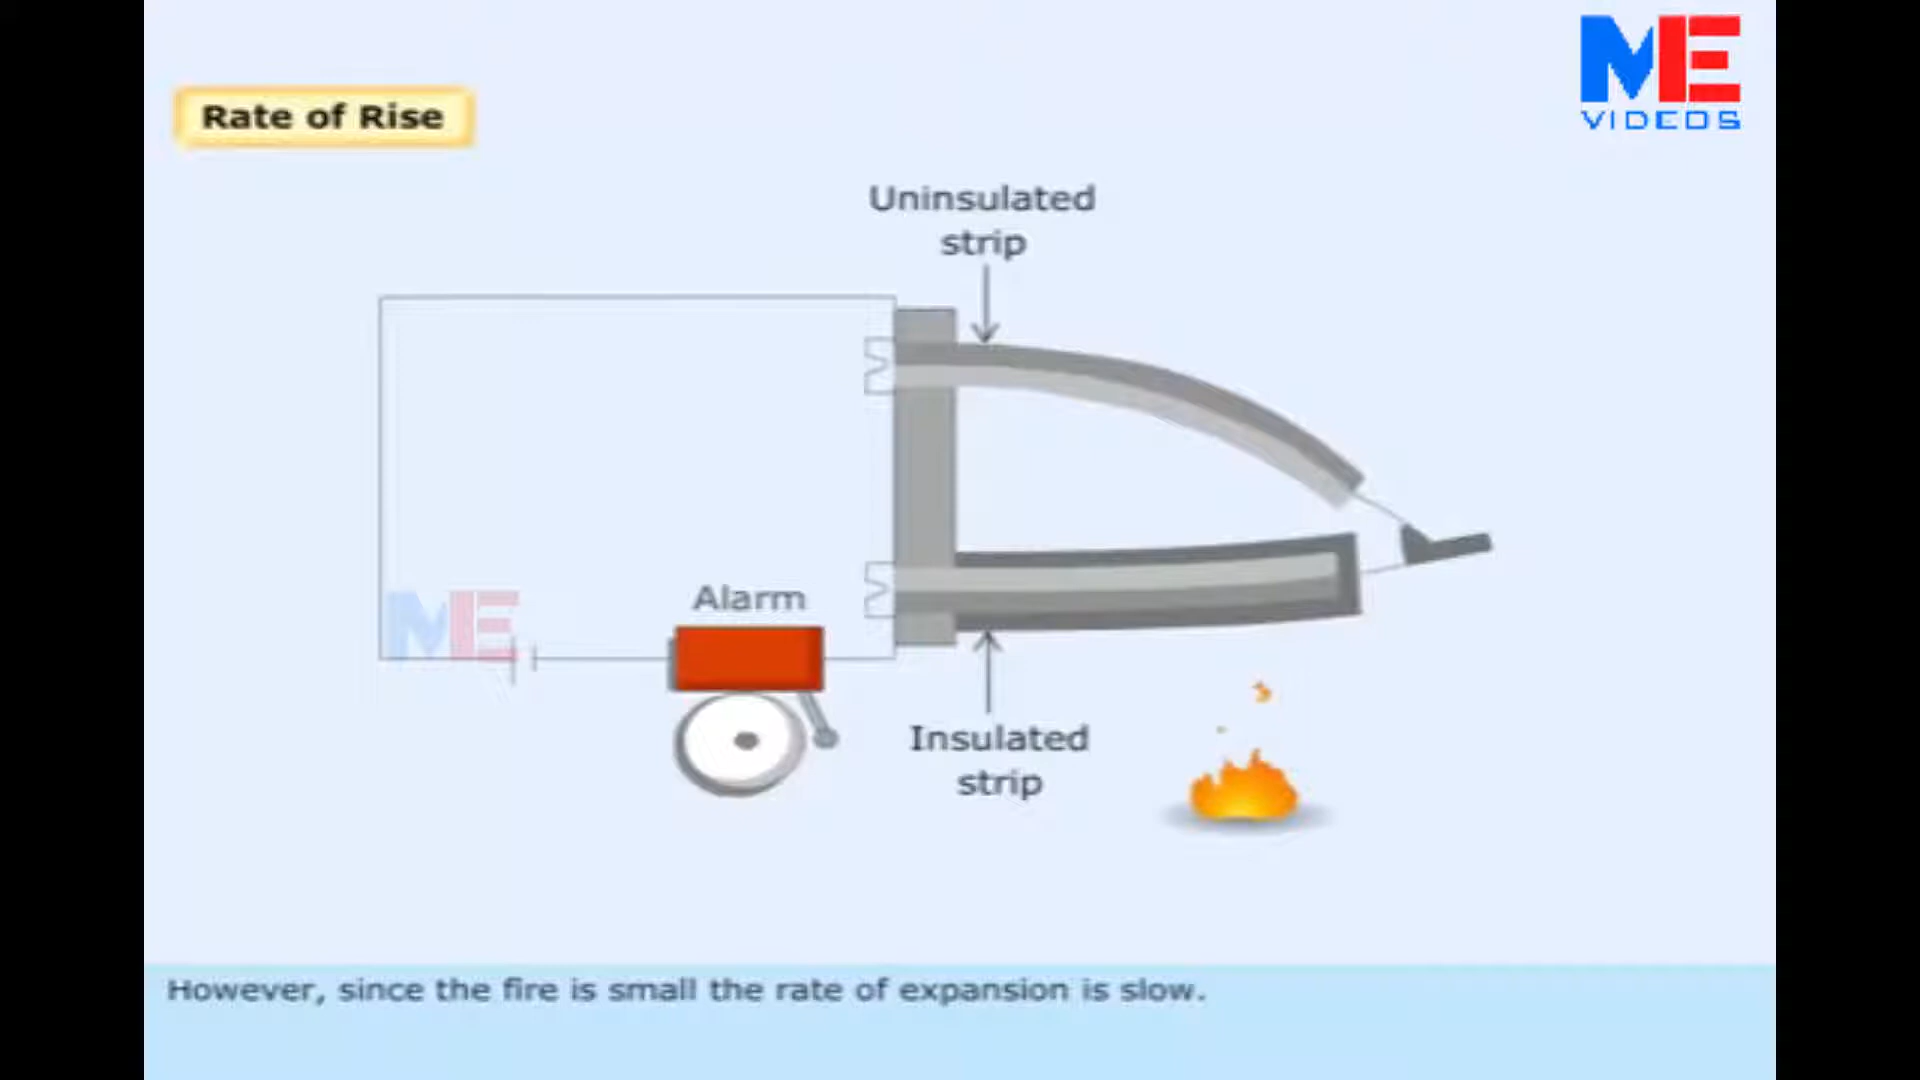 ME
VIDEOS
Rate of Rise
Uninsulated
strip
Alarm
ME
Insulated
strip
However, since the fire is small the rate of expansion is slow.